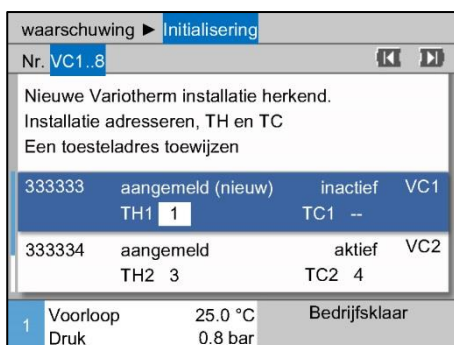 waarschuwing ► Initialisering
Nr. VC1..8
Nieuwe Variotherm installatie herkend.
Installatie adresseren, TH en TC
Een toesteladres toewijzen
333333 aangemeld (nieuw) inactief VC1
TH1 1 TC1 --
333334 aangemeld aktief VC2
TH2 3 TC2 4
1 Voorloop 25.0 °C Bedrijfsklaar
Druk 0.8 bar